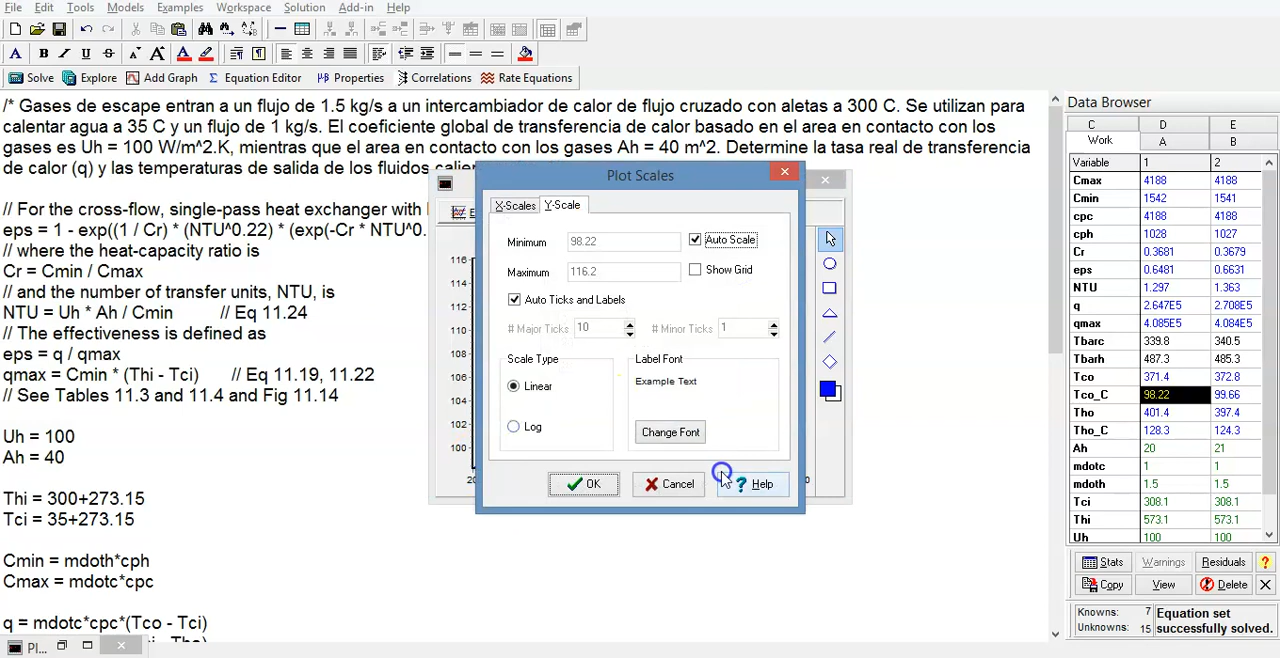 File Edit Tools Models Examples Workspace Solution Add-in Help
A B I U S A A A
Solve Explore Add Graph Σ Equation Editor Properties Correlations Rate Equations
/* Gases de escape entran a un flujo de 1.5 kg/s a un intercambiador de calor de flujo cruzado con aletas a 300 C. Se utilizan para
calentar agua a 35 C y un flujo de 1 kg/s. El coeficiente global de transferencia de calor basado en el area en contacto con los
gases es Uh = 100 W/m^2.K, mientras que el area en contacto con los gases Ah = 40 m^2. Determine la tasa real de transferencia
de calor (q) y las temperaturas de salida de los fluidos
// For the cross-flow, single-pass heat exchanger with
eps = 1 - exp((1 / Cr) * (NTU^0.22) * (exp(-Cr * NTU^0.
// where the heat-capacity ratio is
Cr = Cmin / Cmax
// and the number of transfer units, NTU, is
NTU = Uh * Ah / Cmin // Eq 11.24
// The effectiveness is defined as
eps = q / qmax
qmax = Cmin * (Thi - Tci) // Eq 11.19, 11.22
// See Tables 11.3 and 11.4 and Fig 11.14
Uh = 100
Ah = 40
Thi = 300+273.15
Tci = 35+273.15
Cmin = mdoth*cph
Cmax = mdotc*cpc
q = mdotc*cpc*(Tco - Tci)
Pl...
116
114
112
110
108
106
104
102
100
Plot Scales
X-Scales Y-Scale
Minimum 98.22 Auto Scale
Maximum 116.2 Show Grid
Auto Ticks and Labels
# Major Ticks 10 # Minor Ticks 1
Scale Type Label Font
Linear Example Text
Log Change Font
OK Cancel Help
Data Browser
C D E
Work A B
Variable 1 2
Cmax 4188 4188
Cmin 1542 1541
cpc 4188 4188
cph 1028 1027
Cr 0.3681 0.3679
eps 0.6481 0.6631
NTU 1.297 1.363
q 2.647E5 2.708E5
qmax 4.085E5 4.084E5
Tbarc 339.8 340.5
Tbarh 487.3 485.3
Tco 371.4 372.8
Tco_C 98.22 99.66
Tho 401.4 397.4
Tho_C 128.3 124.3
Ah 20 21
mdotc 1 1
mdoth 1.5 1.5
Tci 308.1 308.1
Thi 573.1 573.1
Uh 100 100
Stats Warnings Residuals ?
Copy View Delete
Knowns: 7 Equation set
Unknowns: 15 successfully solved.